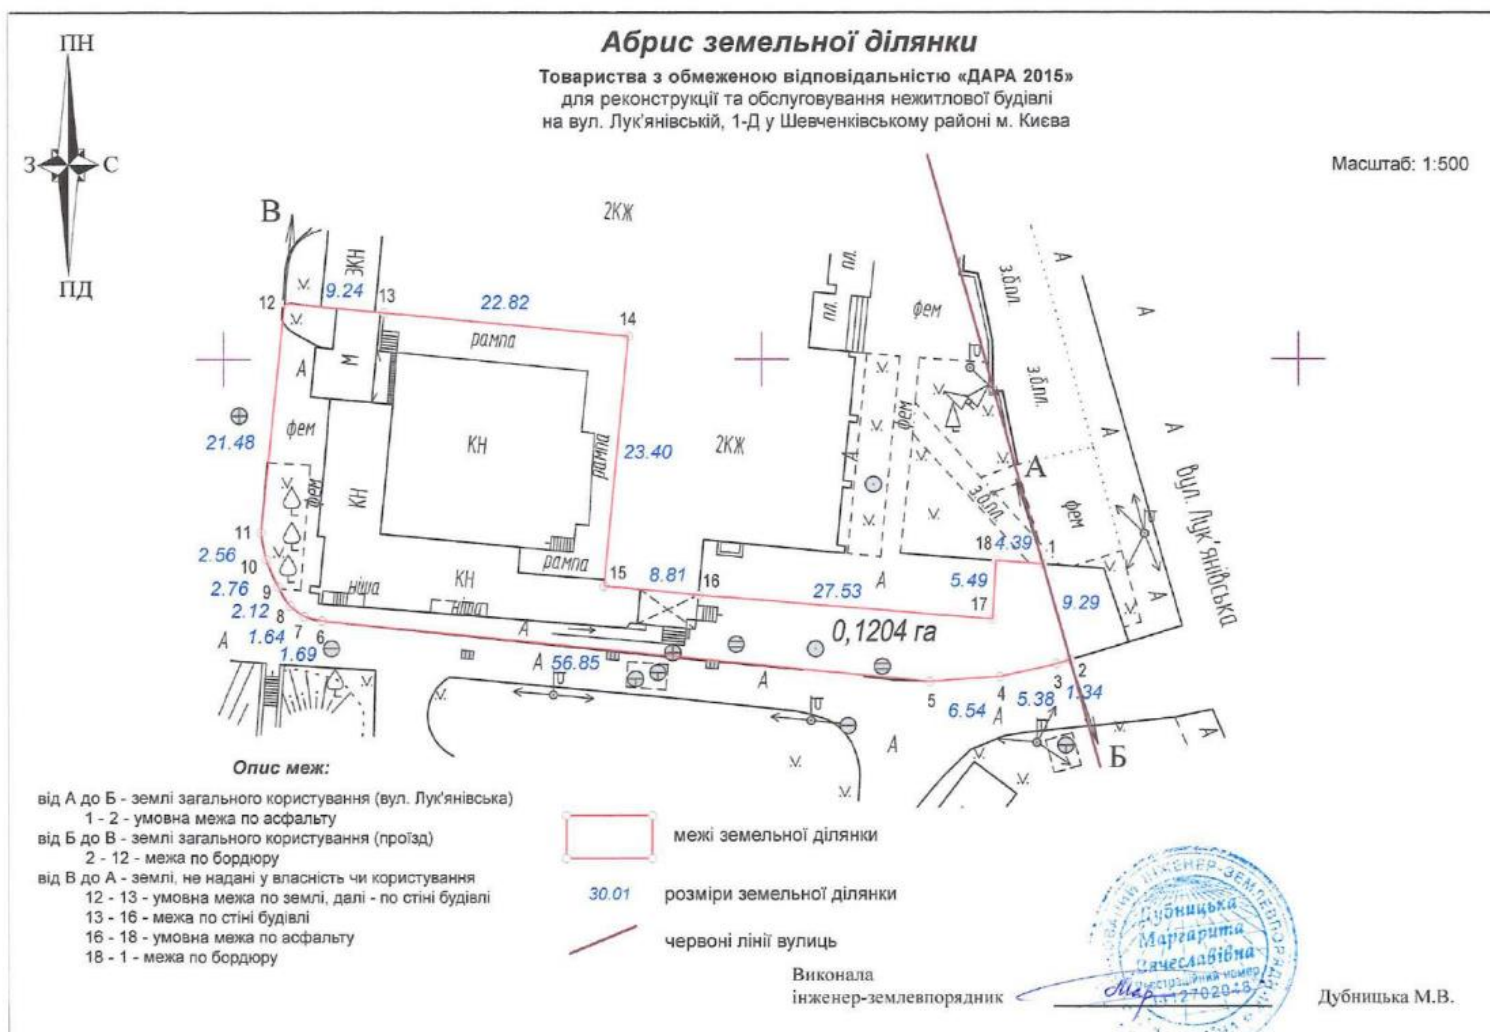 Абрис земельної ділянки
Товариства з обмеженою відповідальністю «ДАРА 2015»
для реконструкції та обслуговування нежитлової будівлі
на вул. Лук'янівській, 1-Д у Шевченківському районі м. Києва
Масштаб: 1:500
ПН
З С
ПД
В
2КЖ
3КН
9.24
13
22.82
14
12
рампа
М
А
фем
21.48
КН
рампа
23.40
2КЖ
пл.
пл.
фем
з.б.пл.
з.б.пл.
А
А
А
А
А
вул. Лук'янівська
фем
А
з.б.пл.
фем
А
фем
КН
11
2.56
10
2.76
9
2.12
8
1.64
7
1.69
6
ніша
КН
ніша
рампа
15
8.81
16
27.53
А
18
4.39
1
5.49
17
9.29
0,1204 га
А
А
А
56.85
А
5
6.54
4
5.38
3
1.34
2
А
А
А
Б
Опис меж:
від А до Б - землі загального користування (вул. Лук'янівська)
1 - 2 - умовна межа по асфальту
від Б до В - землі загального користування (проїзд)
2 - 12 - межа по бордюру
від В до А - землі, не надані у власність чи користування
12 - 13 - умовна межа по землі, далі - по стіні будівлі
13 - 16 - межа по стіні будівлі
16 - 18 - умовна межа по асфальту
18 - 1 - межа по бордюру
межі земельної ділянки
30.01 розміри земельної ділянки
червоні лінії вулиць
Дубницька
Маргарита
Вячеславівна
Виконала
інженер-землевпорядник
Дубницька М.В.